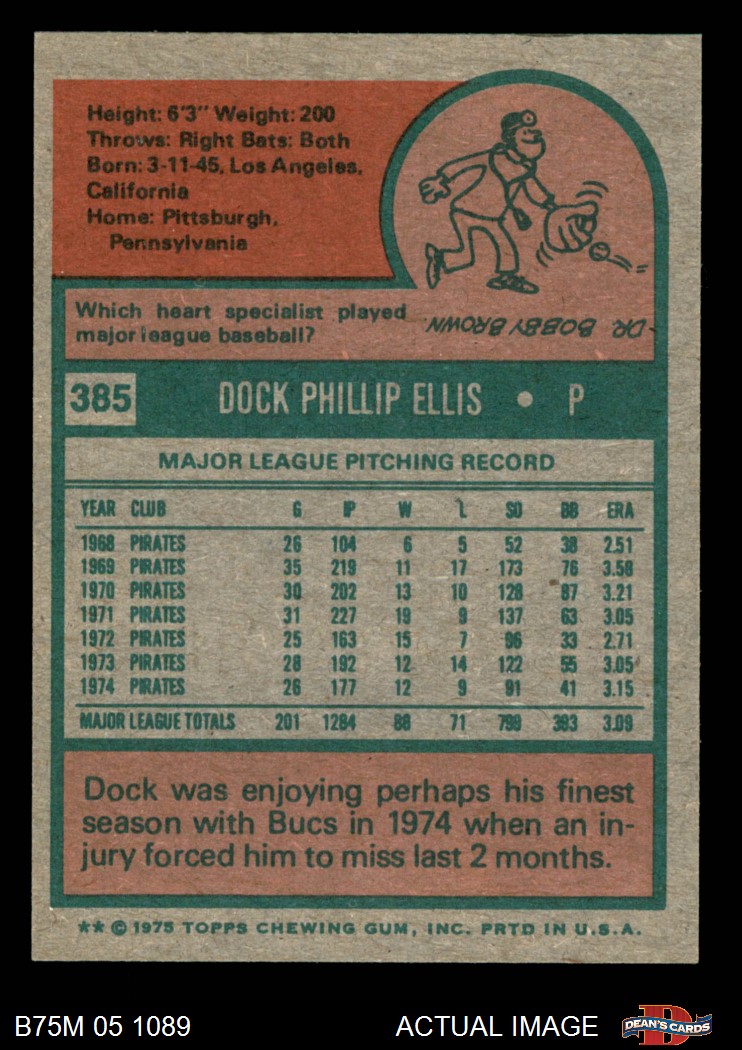 Height: 6'3" Weight: 200
Throws: Right Bats: Both
Born: 3-11-45, Los Angeles,
California
Home: Pittsburgh,
Pennsylvania
Which heart specialist played
major league baseball?
DR. BOBBY BROWN
385 DOCK PHILLIP ELLIS • P
MAJOR LEAGUE PITCHING RECORD
YEAR CLUB G IP W L SO BB ERA
1968 PIRATES 26 104 6 5 52 38 2.51
1969 PIRATES 35 219 11 17 173 76 3.58
1970 PIRATES 30 202 13 10 128 87 3.21
1971 PIRATES 31 227 19 9 137 63 3.05
1972 PIRATES 25 163 15 7 96 33 2.71
1973 PIRATES 28 192 12 14 122 55 3.05
1974 PIRATES 26 177 12 9 91 41 3.15
MAJOR LEAGUE TOTALS 201 1284 88 71 799 393 3.09
Dock was enjoying perhaps his finest
season with Bucs in 1974 when an in-
jury forced him to miss last 2 months.
** © 1975 TOPPS CHEWING GUM, INC. PRTD IN U.S.A.
B75M 05 1089 ACTUAL IMAGE D DEAN'S CARDS